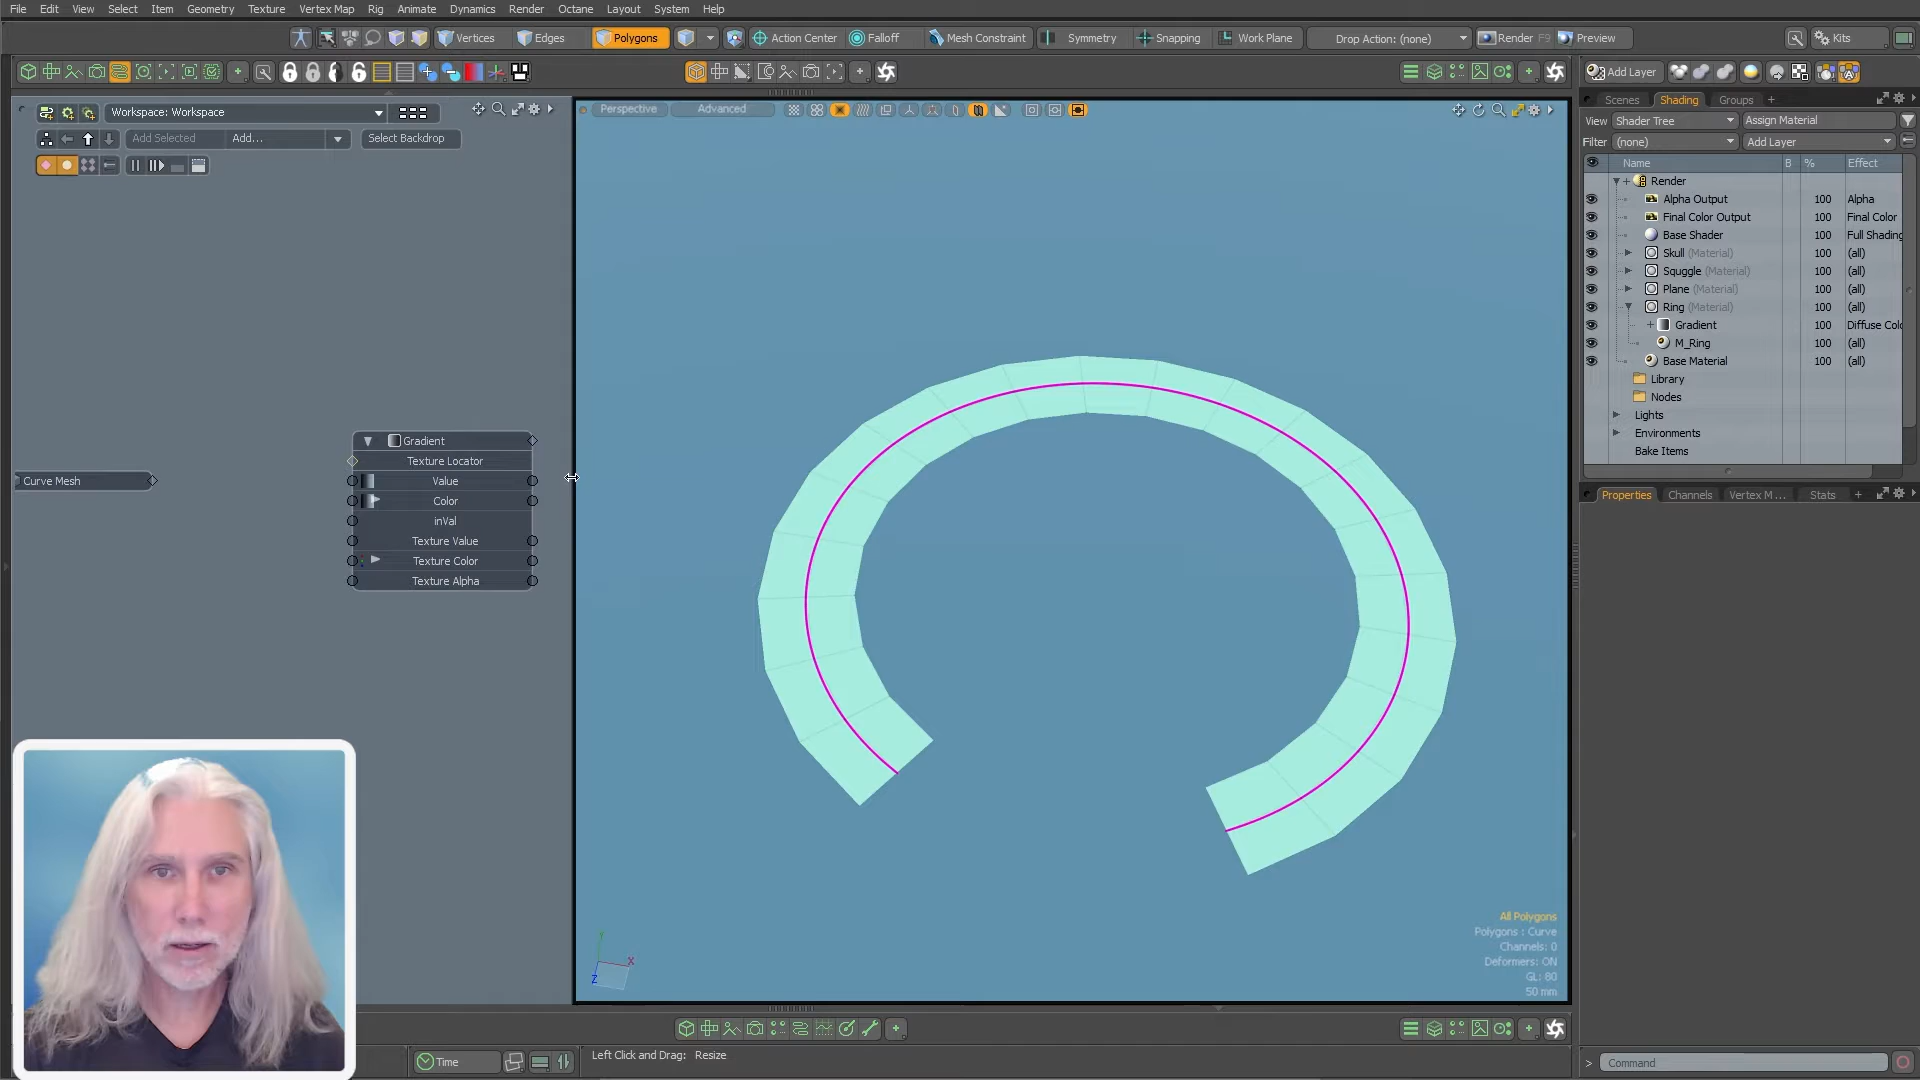 File Edit View Select Item Geometry Texture Vertex Map Rig Animate Dynamics Render Octane Layout System Help
Vertices Edges Polygons Action Center Falloff Mesh Constraint Symmetry Snapping Work Plane Drop Action: (none) Render F9 Preview Kits
Add Layer
Workspace: Workspace
Add Selected Add... Select Backdrop
Perspective Advanced
Scenes Shading Groups +
View Shader Tree Assign Material
Filter (none) Add Layer
Name B % Effect
Render
Alpha Output 100 Alpha
Final Color Output 100 Final Color
Base Shader 100 Full Shading
Skull (Material) 100 (all)
Squggle (Material) 100 (all)
Plane (Material) 100 (all)
Ring (Material) 100 (all)
Gradient 100 Diffuse Colo
M_Ring 100 (all)
Base Material 100 (all)
Library
Nodes
Lights
Environments
Bake Items
Properties Channels Vertex M ... Stats +
Curve Mesh
Gradient
Texture Locator
Value
Color
inVal
Texture Value
Texture Color
Texture Alpha
All Polygons
Polygons : Curve
Channels: 0
Deformers: ON
GL: 80
50 mm
Y
X
Z
Time
Left Click and Drag: Resize
> Command